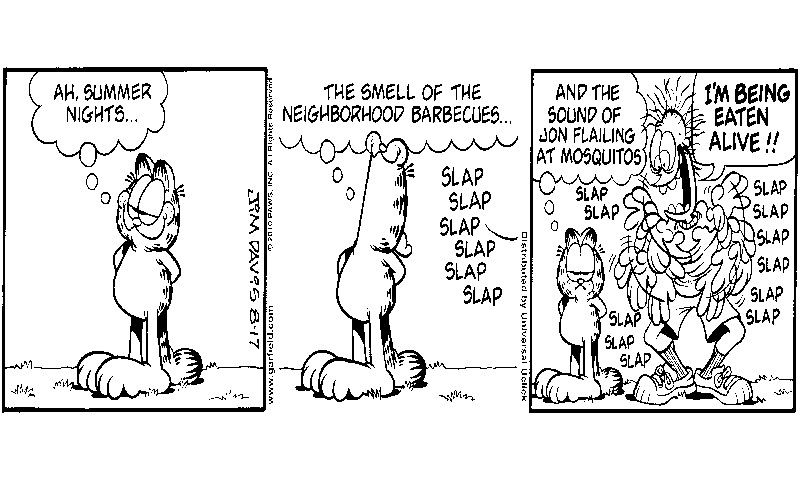 AH, SUMMER
NIGHTS...
JIM DAVIS 8-17
© 2010 PAWS, INC. All Rights Reserved.
www.garfield.com
THE SMELL OF THE
NEIGHBORHOOD BARBECUES...
SLAP
SLAP
SLAP
SLAP
SLAP
SLAP
Distributed by Universal Uclick
AND THE
SOUND OF
JON FLAILING
AT MOSQUITOS
I'M BEING
EATEN
ALIVE!!
SLAP
SLAP
SLAP
SLAP
SLAP
SLAP
SLAP
SLAP
SLAP
SLAP
SLAP